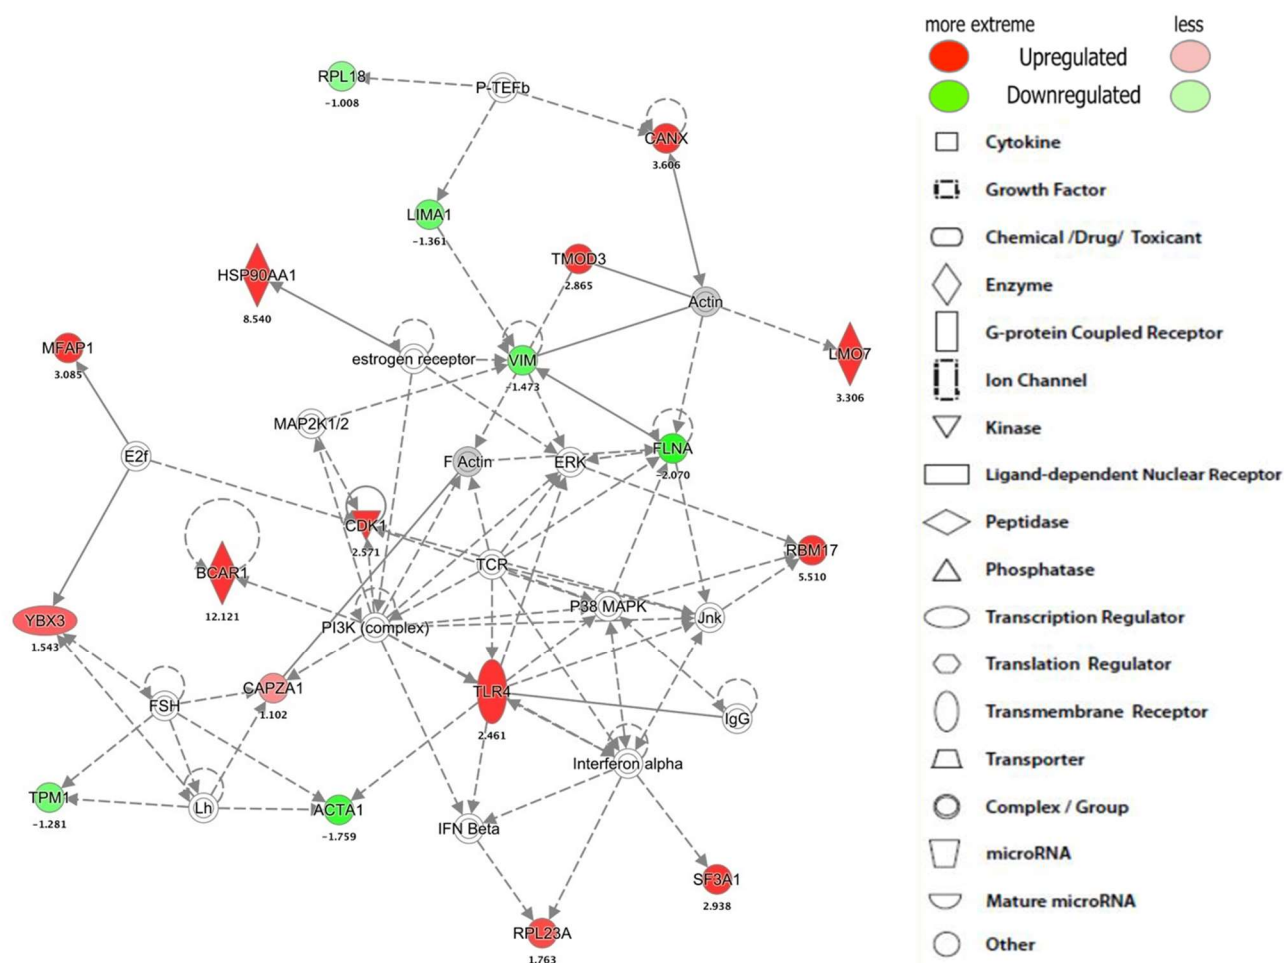 more extreme
less
Upregulated
Downregulated
Cytokine
Growth Factor
Chemical /Drug/ Toxicant
Enzyme
G-protein Coupled Receptor
Ion Channel
Kinase
Ligand-dependent Nuclear Receptor
Peptidase
Phosphatase
Transcription Regulator
Translation Regulator
Transmembrane Receptor
Transporter
Complex / Group
microRNA
Mature microRNA
Other
RPL18
-1.008
P-TEFb
CANX
3.606
LIMA1
-1.361
TMOD3
2.865
HSP90AA1
8.540
Actin
MFAP1
3.085
estrogen receptor
VIM
-1.473
LMO7
3.306
MAP2K1/2
E2f
F Actin
ERK
FLNA
-2.070
CDK1
2.571
RBM17
5.510
BCAR1
12.121
TCR
P38 MAPK
Jnk
YBX3
1.543
PI3K (complex)
CAPZA1
1.102
TLR4
2.461
FSH
IgG
Interferon alpha
TPM1
-1.281
Lh
ACTA1
-1.759
IFN Beta
SF3A1
2.938
RPL23A
1.763